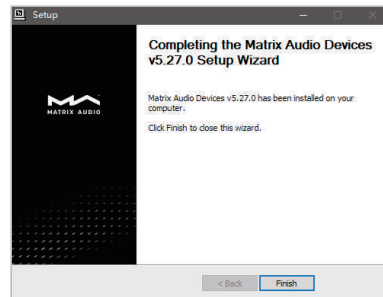 Setup
Completing the Matrix Audio Devices
v5.27.0 Setup Wizard
MATRIX AUDIO
Matrix Audio Devices v5.27.0 has been installed on your
computer.
Click Finish to close this wizard.
< Back
Finish